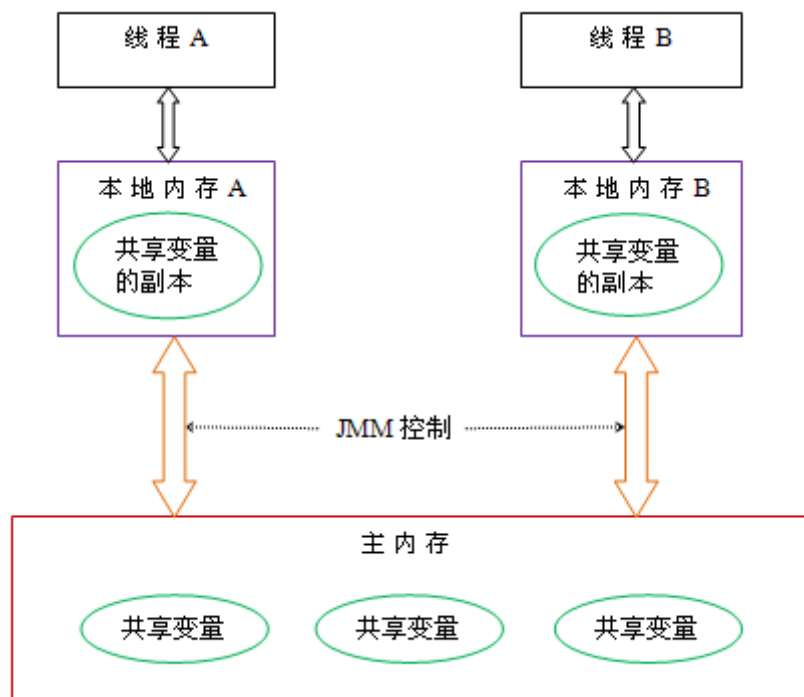 线程 A
线程 B
本地内存 A
本地内存 B
共享变量
的副本
共享变量
的副本
JMM 控制
主内存
共享变量
共享变量
共享变量